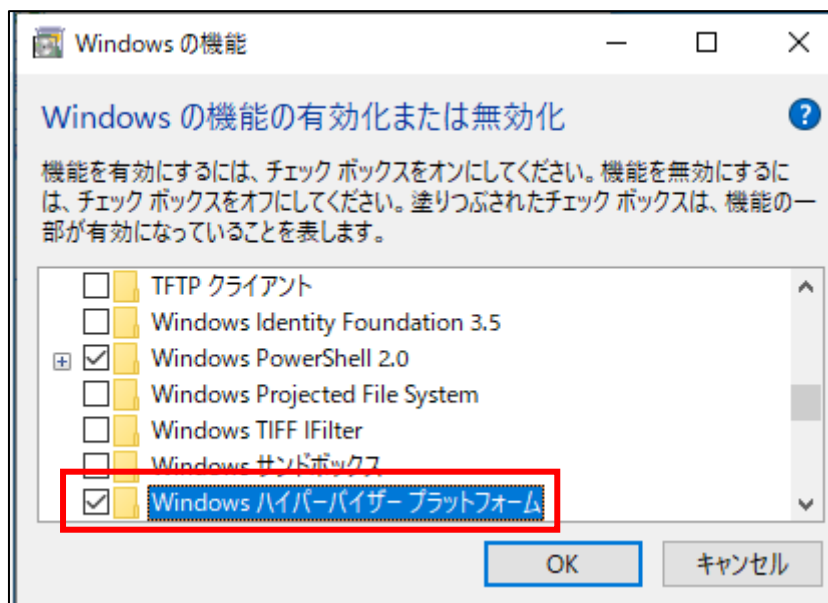 Windows の機能
Windows の機能の有効化または無効化
機能を有効にするには、チェック ボックスをオンにしてください。機能を無効にするに
は、チェック ボックスをオフにしてください。塗りつぶされたチェック ボックスは、機能の一
部が有効になっていることを表します。
TFTP クライアント
Windows Identity Foundation 3.5
Windows PowerShell 2.0
Windows Projected File System
Windows TIFF IFilter
Windows サンドボックス
Windows ハイパーバイザー プラットフォーム
OK キャンセル